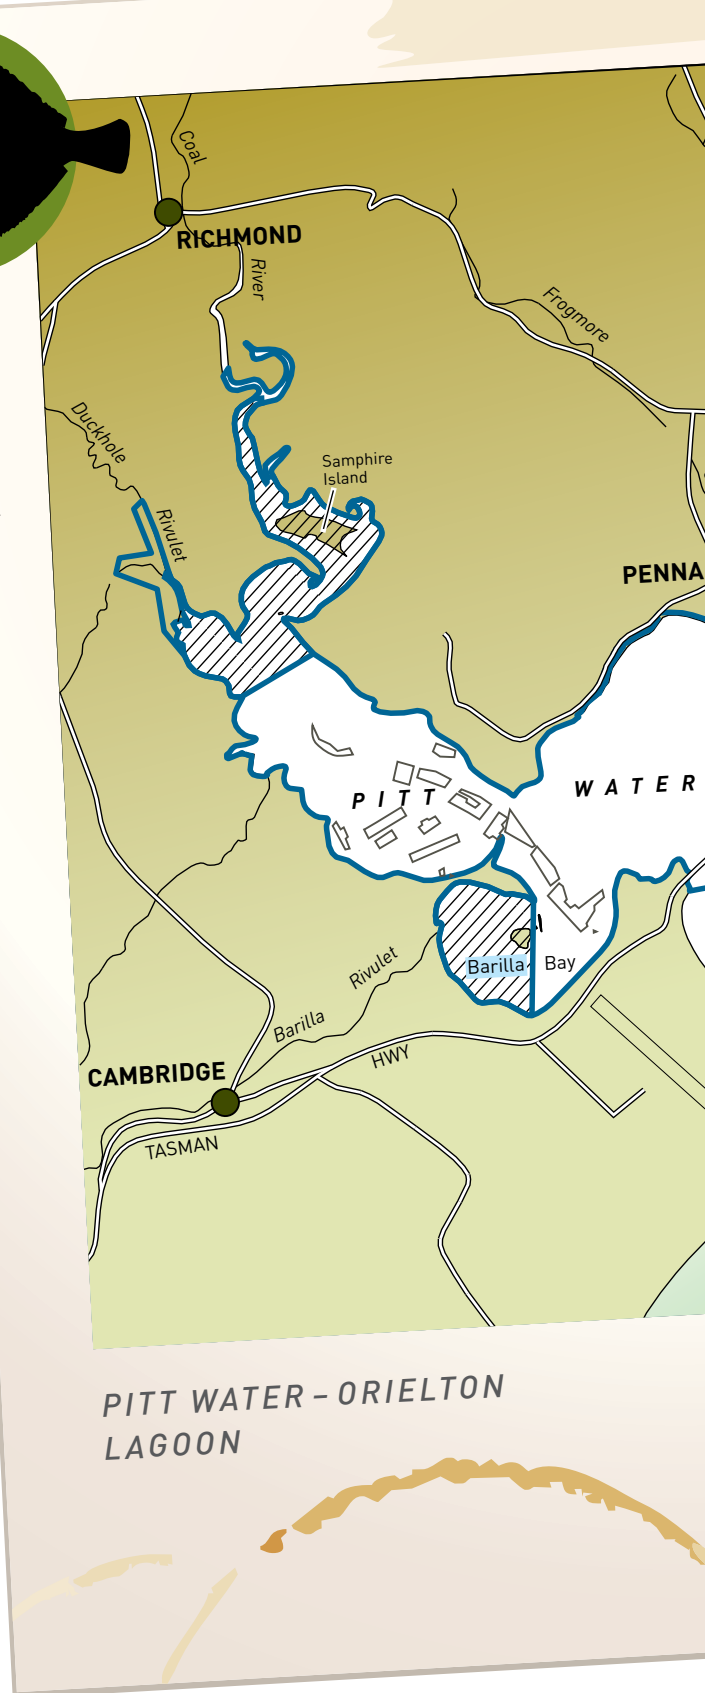 Coal
RICHMOND
River
Frogmore
Duckhole
Rivulet
Samphire
Island
PENNA
PITT
WATER
Barilla Bay
Barilla
Rivulet
HWY
CAMBRIDGE
TASMAN
PITT WATER – ORIELTON
LAGOON